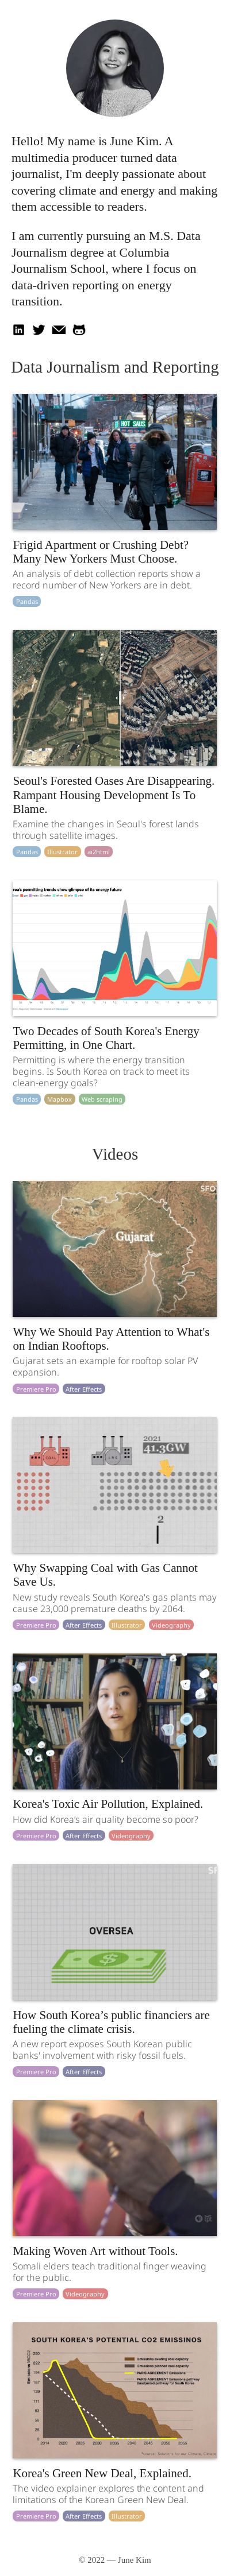 Hello! My name is June Kim. A
multimedia producer turned data
journalist, I'm deeply passionate about
covering climate and energy and making
them accessible to readers.
I am currently pursuing an M.S. Data
Journalism degree at Columbia
Journalism School, where I focus on
data-driven reporting on energy
transition.
Data Journalism and Reporting
Frigid Apartment or Crushing Debt?
Many New Yorkers Must Choose.
An analysis of debt collection reports show a
record number of New Yorkers are in debt.
Pandas
Seoul's Forested Oases Are Disappearing.
Rampant Housing Development Is To
Blame.
Examine the changes in Seoul's forest lands
through satellite images.
Pandas Illustrator ai2html
permitting trends show glimpse of its energy future
Two Decades of South Korea's Energy
Permitting, in One Chart.
Permitting is where the energy transition
begins. Is South Korea on track to meet its
clean-energy goals?
Pandas Mapbox Web scraping
Videos
SFO
Gujarat
Why We Should Pay Attention to What's
on Indian Rooftops.
Gujarat sets an example for rooftop solar PV
expansion.
Premiere Pro After Effects
2021
41.3GW
2
Why Swapping Coal with Gas Cannot
Save Us.
New study reveals South Korea's gas plants may
cause 23,000 premature deaths by 2064.
Premiere Pro After Effects Illustrator Videography
Korea's Toxic Air Pollution, Explained.
How did Korea's air quality become so poor?
Premiere Pro After Effects Videography
OVERSEA
How South Korea’s public financiers are
fueling the climate crisis.
A new report exposes South Korean public
banks' involvement with risky fossil fuels.
Premiere Pro After Effects
Making Woven Art without Tools.
Somali elders teach traditional finger weaving
for the public.
Premiere Pro Videography
SOUTH KOREA'S POTENTIAL CO2 EMISSINOS
Korea's Green New Deal, Explained.
The video explainer explores the content and
limitations of the Korean Green New Deal.
Premiere Pro After Effects Illustrator
© 2022 — June Kim